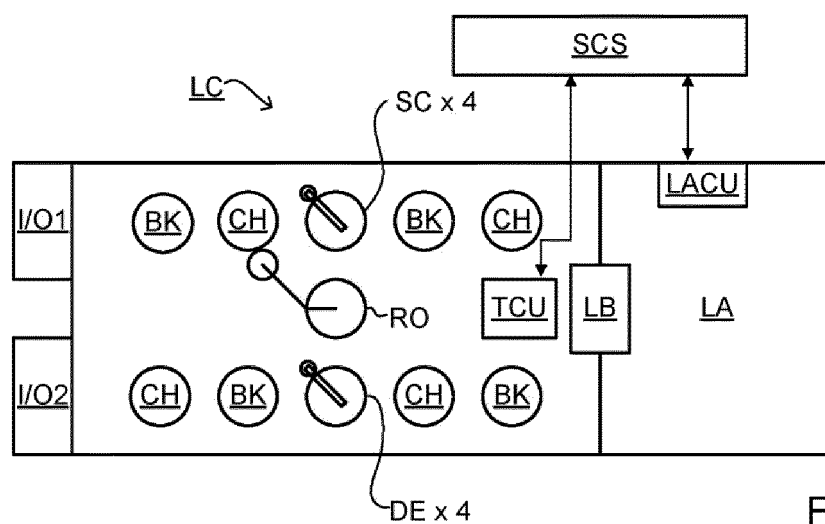 SCS
LC
SC x 4
I/O1
BK
CH
BK
CH
LACU
RO
TCU
LB
LA
I/O2
CH
BK
CH
BK
DE x 4
F